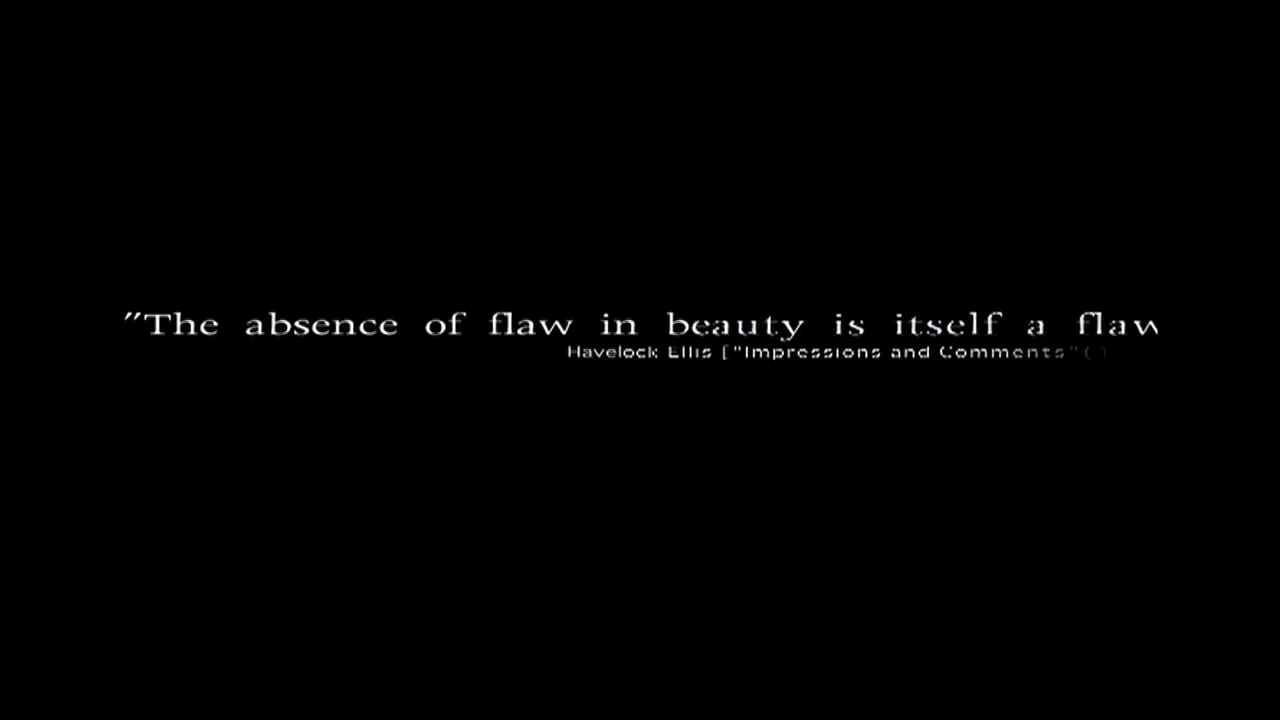 "The absence of flaw in beauty is itself a flaw
Havelock Ellis ["Impressions and Comments"()